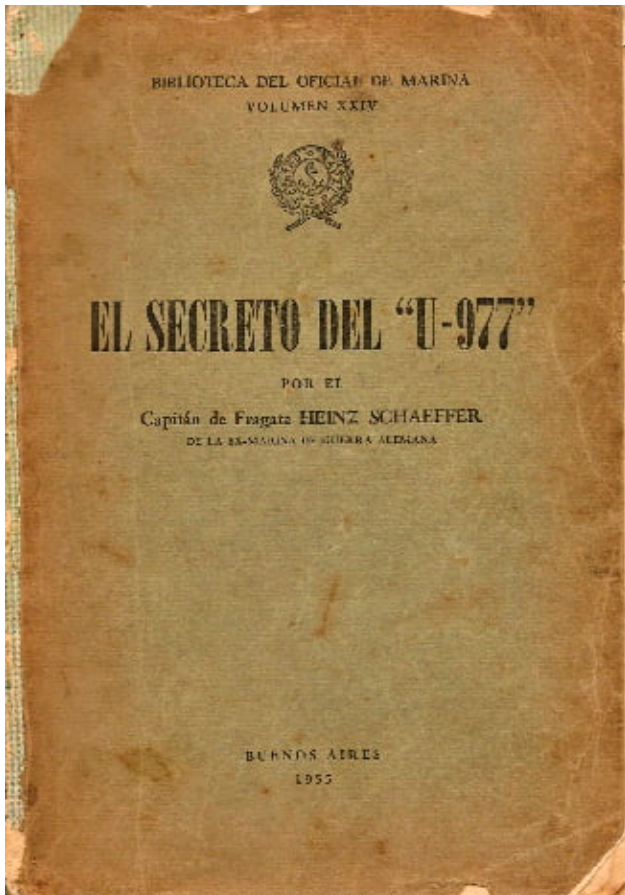 BIBLIOTECA DEL OFICIAL DE MARINA
VOLUMEN XXIV
EL SECRETO DEL “U-977”
POR EL
Capitán de Fragata HEINZ SCHAEFFER
DE LA EX-MARINA DE GUERRA ALEMANA
BUENOS AIRES
1955